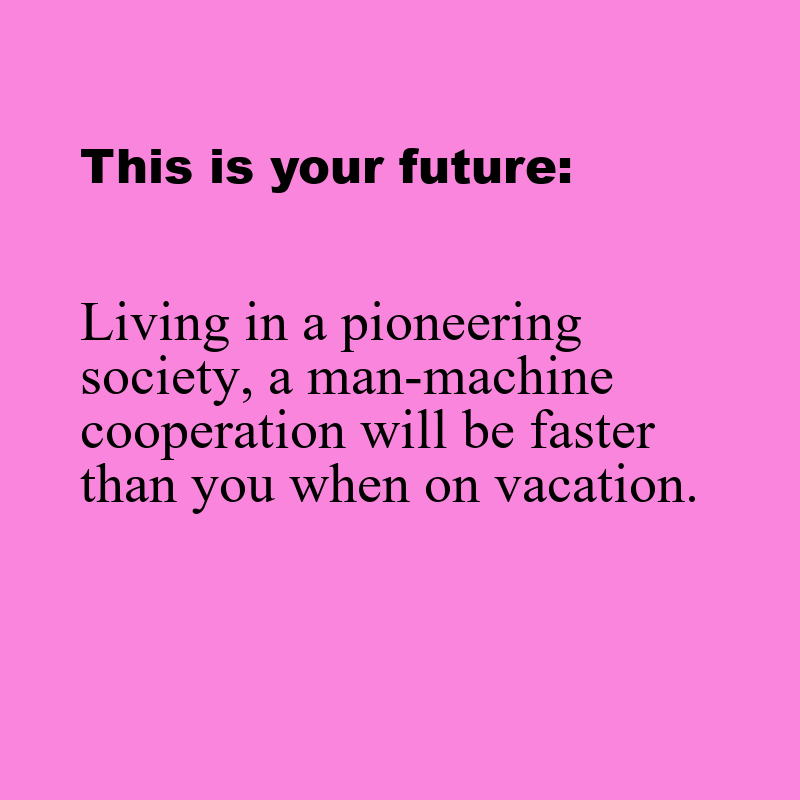 This is your future:
Living in a pioneering
society, a man-machine
cooperation will be faster
than you when on vacation.